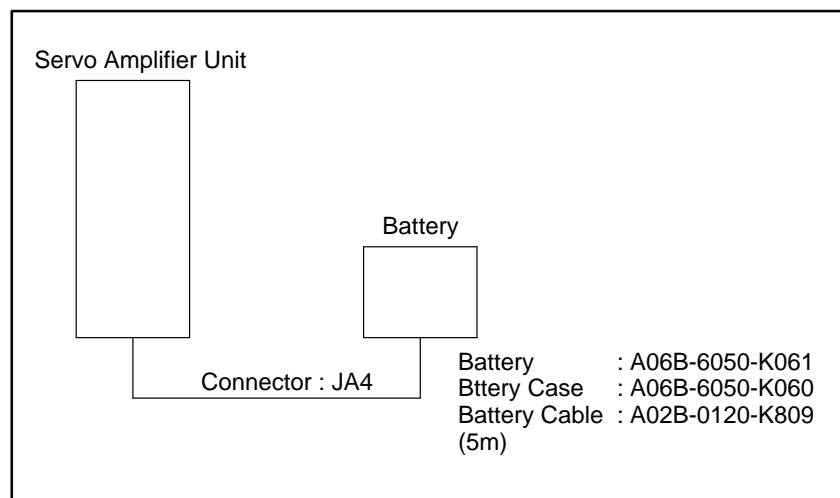 Servo Amplifier Unit
Battery
Connector : JA4
Battery : A06B-6050-K061
Bttery Case : A06B-6050-K060
Battery Cable : A02B-0120-K809
(5m)